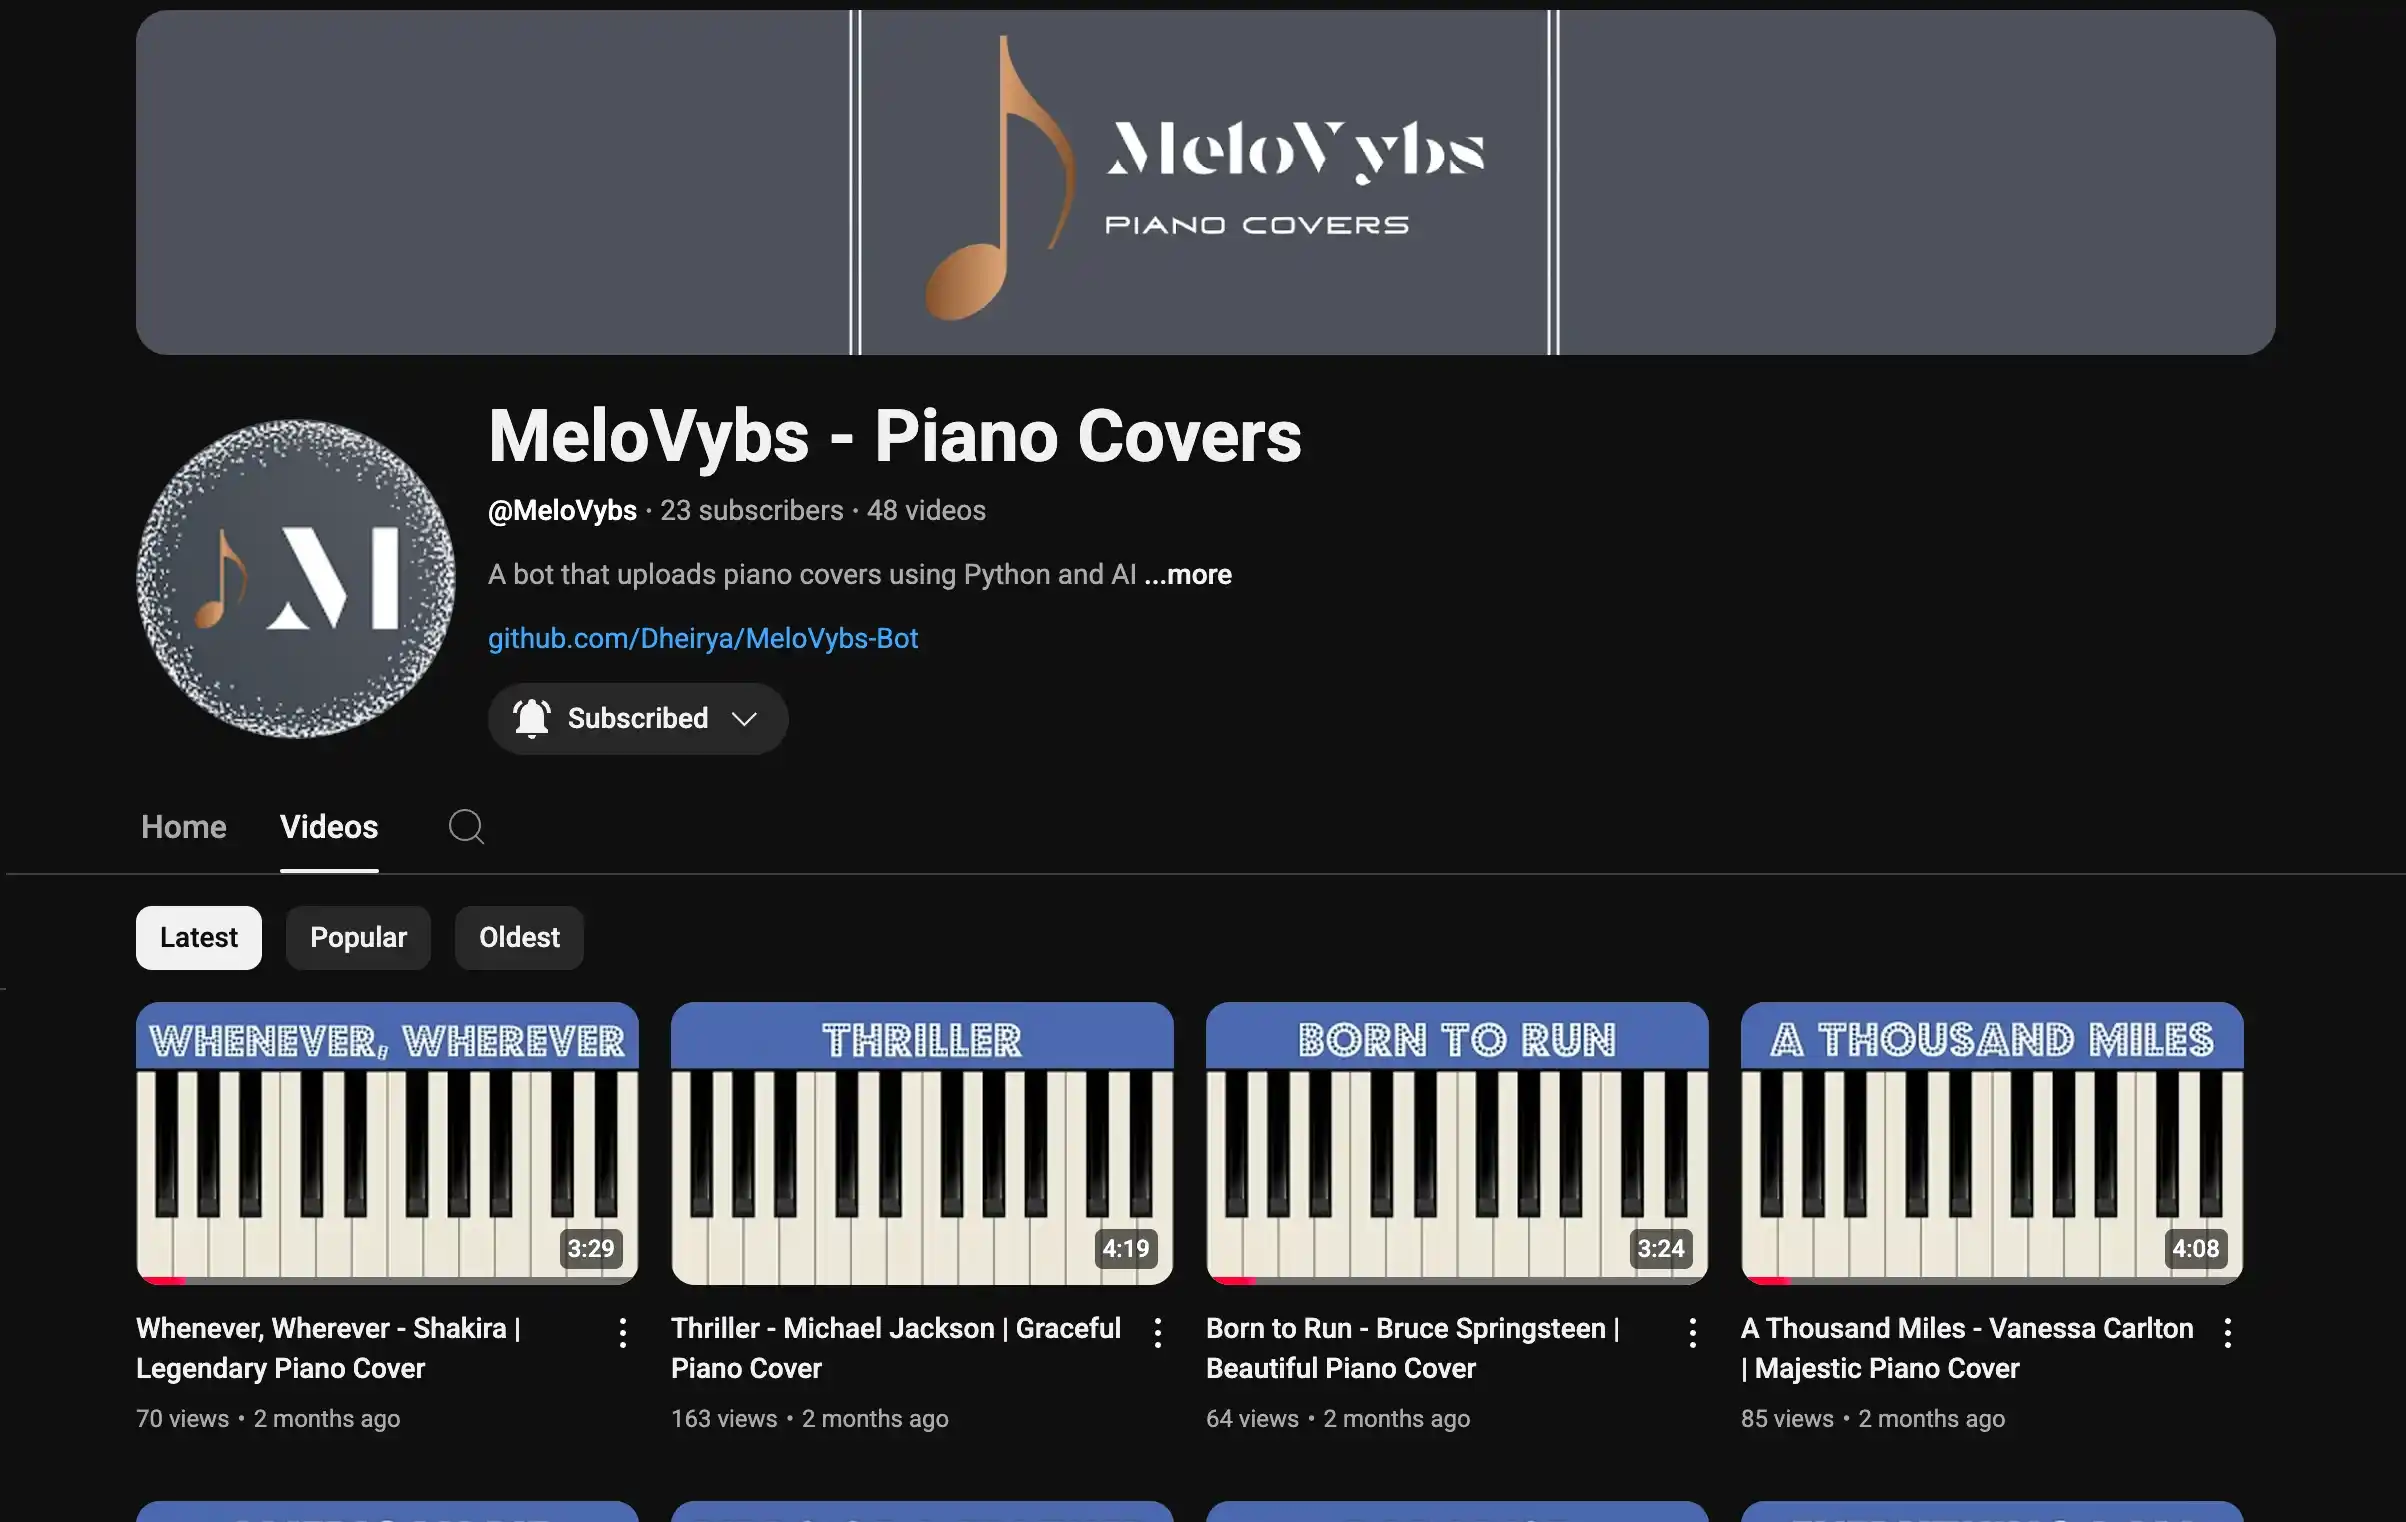 MeloVybs
PIANO COVERS
M
MeloVybs - Piano Covers
@MeloVybs · 23 subscribers · 48 videos
A bot that uploads piano covers using Python and AI ...more
github.com/Dheirya/MeloVybs-Bot
Subscribed
Home Videos
Latest Popular Oldest
WHENEVER, WHEREVER
3:29
Whenever, Wherever - Shakira |
Legendary Piano Cover
70 views • 2 months ago
THRILLER
4:19
Thriller - Michael Jackson | Graceful
Piano Cover
163 views • 2 months ago
BORN TO RUN
3:24
Born to Run - Bruce Springsteen |
Beautiful Piano Cover
64 views • 2 months ago
A THOUSAND MILES
4:08
A Thousand Miles - Vanessa Carlton
| Majestic Piano Cover
85 views • 2 months ago